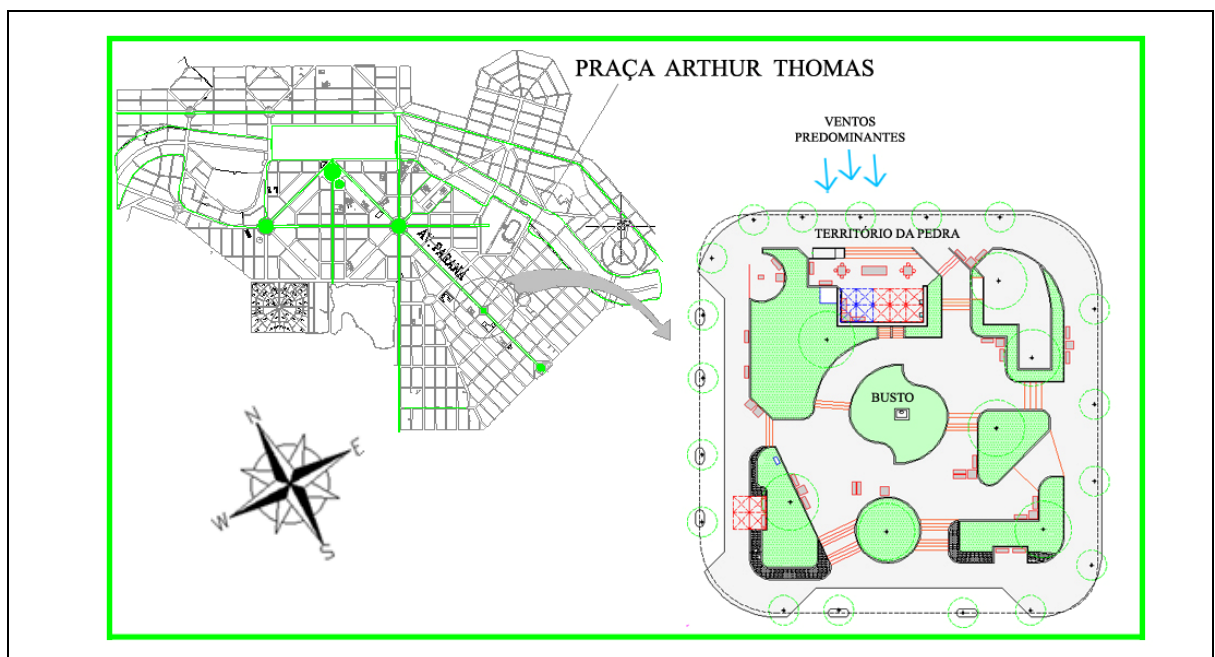 PRAÇA ARTHUR THOMAS
VENTOS
PREDOMINANTES
TERRITÓRIO DA PEDRA
AV. PARANÁ
BUSTO
N
E
W
S